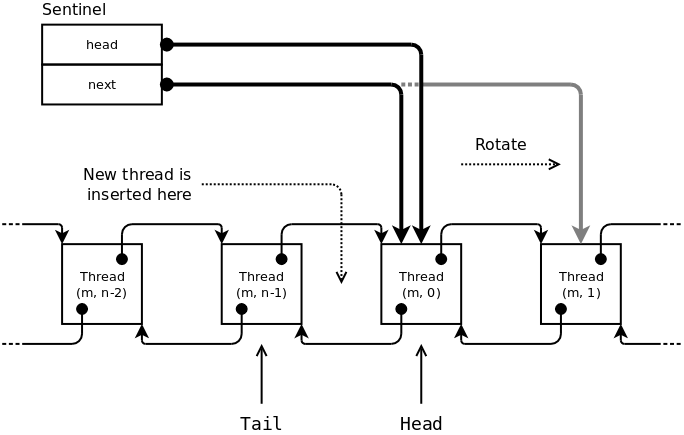 Sentinel
head
next
Rotate
New thread is
inserted here
Thread
(m, n-2)
Thread
(m, n-1)
Thread
(m, 0)
Thread
(m, 1)
Tail
Head